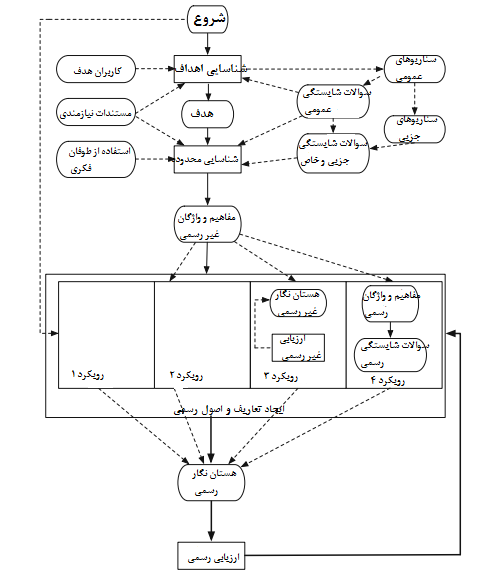 شروع
کاربران هدف
شناسایی اهداف
سناریوهای
عمومی
سوالات شایستگی
عمومی
مستندات نیازمندی
هدف
سناریوهای
جزیی
استفاده از طوفان
فکری
شناسایی محدوده
سوالات شایستگی
جزیی و خاص
مفاهیم و واژگان
غیر رسمی
هستان نگار
غیر رسمی
ارزیابی
غیر رسمی
مفاهیم و واژگان
رسمی
سوالات شایستگی
رسمی
رویکرد ۱
رویکرد ۲
رویکرد ۳
رویکرد ۴
ایجاد تعاریف و اصول رسمی
هستان نگار
رسمی
ارزیابی رسمی